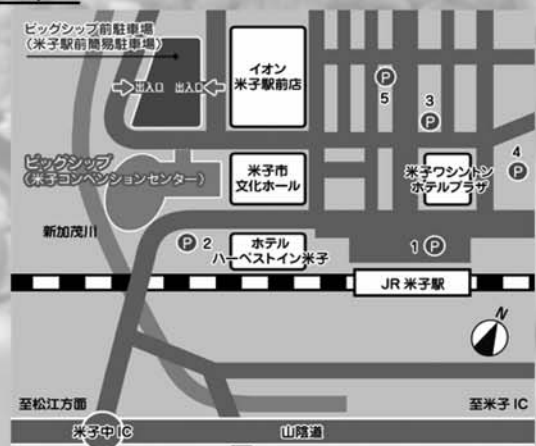 ビッグシップ前駐車場
(米子駅前簡易駐車場)
出入口 出入口
イオン
米子駅前店
P
5
3
P
4
P
ビッグシップ
(米子コンベンションセンター)
米子市
文化ホール
米子ワシントン
ホテルプラザ
新加茂川
P 2
ホテル
ハーベストイン米子
1 P
JR 米子駅
N
至松江方面
至米子 IC
米子中IC
山陰道